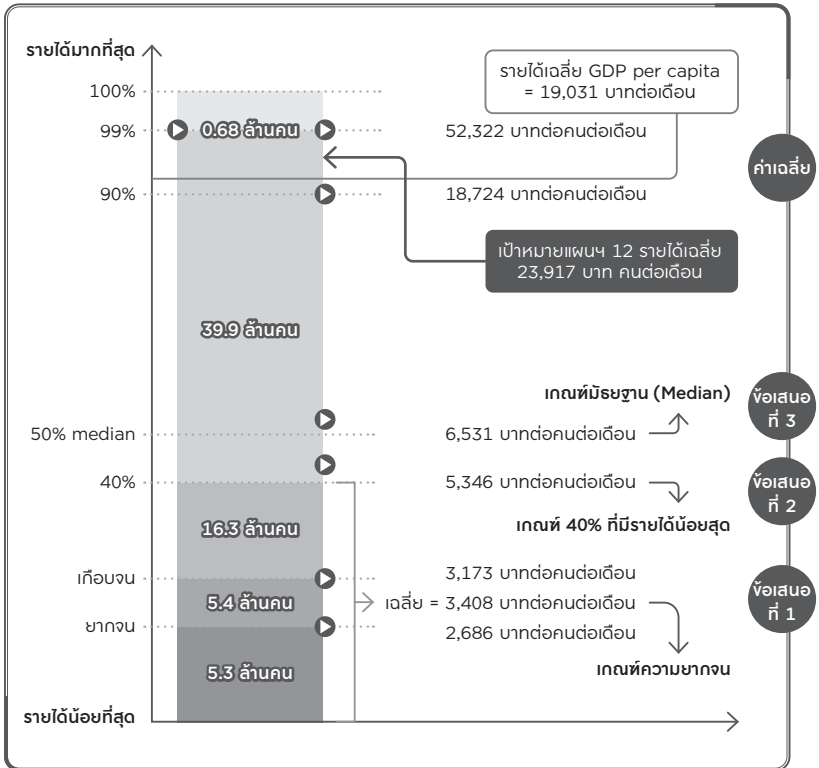 รายได้มากที่สุด
รายได้เฉลี่ย GDP per capita
= 19,031 บาทต่อเดือน
100%
99%
0.68 ล้านคน
52,322 บาทต่อคนต่อเดือน
ค่าเฉลี่ย
90%
18,724 บาทต่อคนต่อเดือน
เป้าหมายแผนฯ 12 รายได้เฉลี่ย
23,917 บาท คนต่อเดือน
39.9 ล้านคน
เกณฑ์มัธยฐาน (Median)
ข้อเสนอ
ที่ 3
50% median
6,531 บาทต่อคนต่อเดือน
40%
5,346 บาทต่อคนต่อเดือน
ข้อเสนอ
ที่ 2
เกณฑ์ 40% ที่มีรายได้น้อยสุด
16.3 ล้านคน
เกือบจน
3,173 บาทต่อคนต่อเดือน
ข้อเสนอ
ที่ 1
5.4 ล้านคน
เฉลี่ย = 3,408 บาทต่อคนต่อเดือน
ยากจน
2,686 บาทต่อคนต่อเดือน
เกณฑ์ความยากจน
5.3 ล้านคน
รายได้น้อยที่สุด